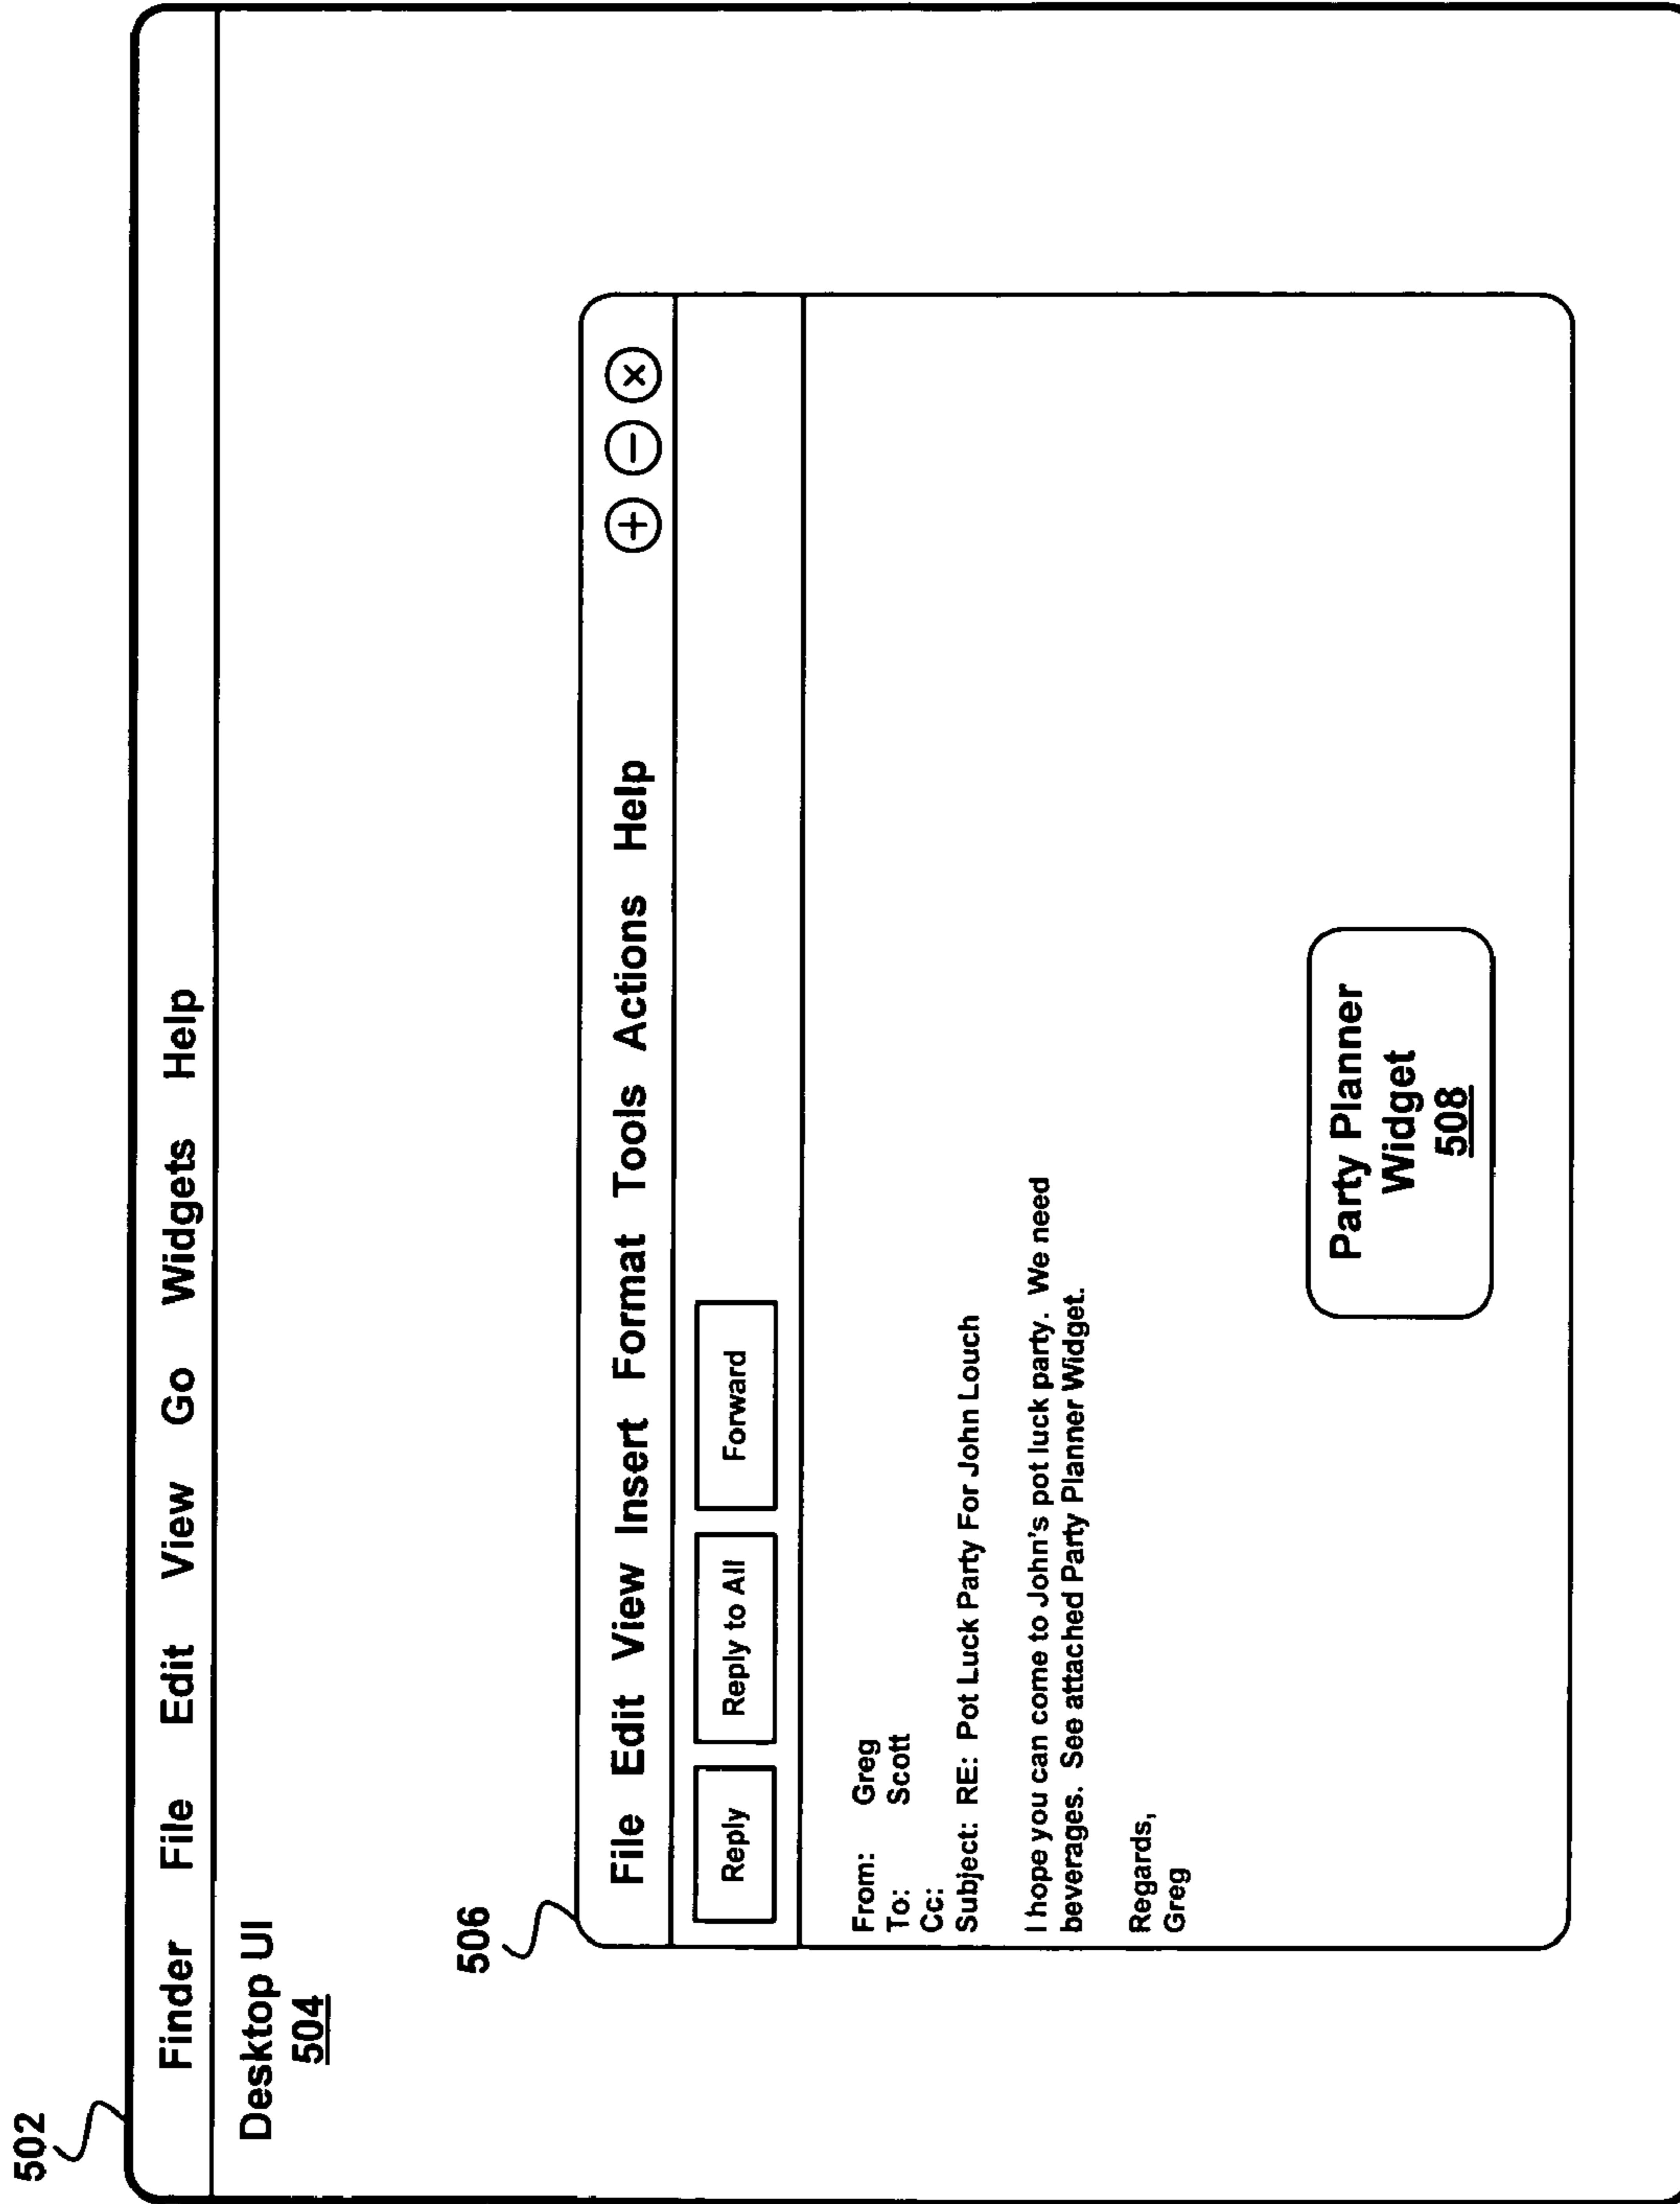 502
Finder File Edit View Go Widgets Help
Desktop UI
504
506
File Edit View Insert Format Tools Actions Help
Reply
Reply to All
Forward
From: Greg
To: Scott
Cc:
Subject: RE: Pot Luck Party For John Louch
I hope you can come to John's pot luck party. We need
beverages. See attached Party Planner Widget.
Regards,
Greg
Party Planner
Widget
508